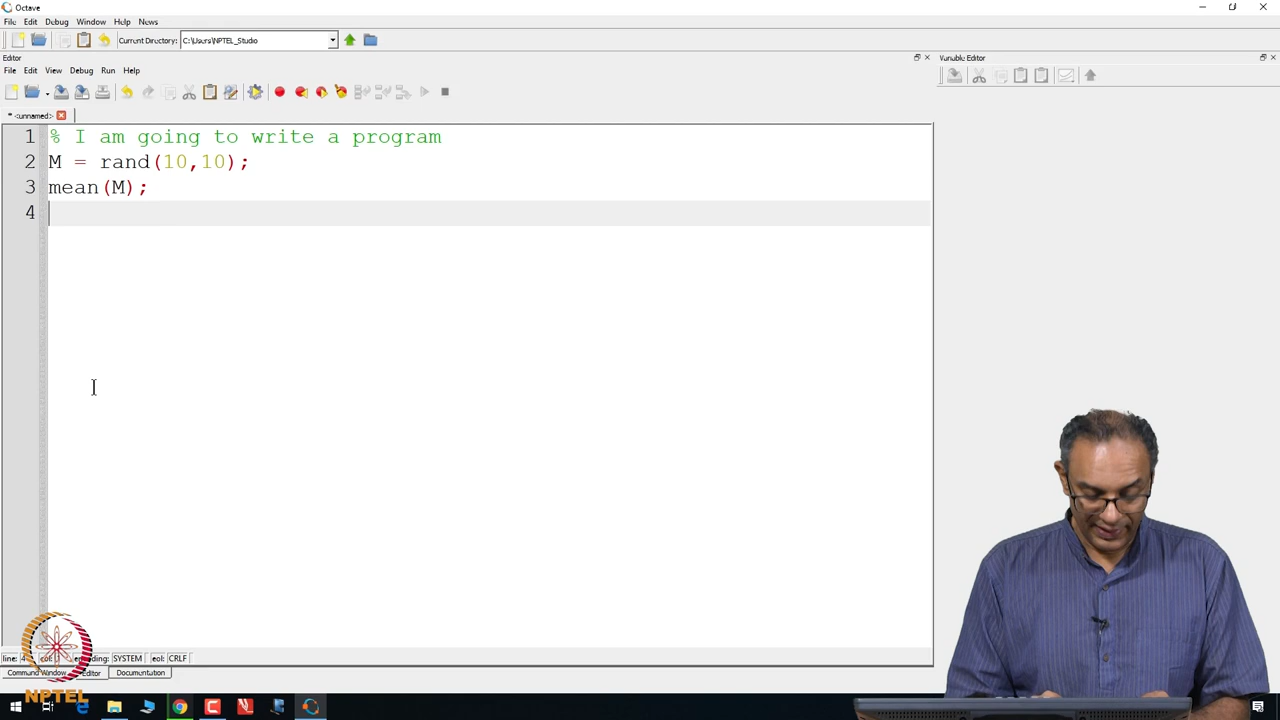 Octave
File Edit Debug Window Help News
Current Directory: C:\Users\NPTEL_Studio
Editor
Variable Editor
File Edit View Debug Run Help
* <unnamed>
1 % I am going to write a program
2 M = rand(10,10);
3 mean(M);
4
line: 4 encoding: SYSTEM eol: CRLF
Command Window Editor Documentation
NPTEL